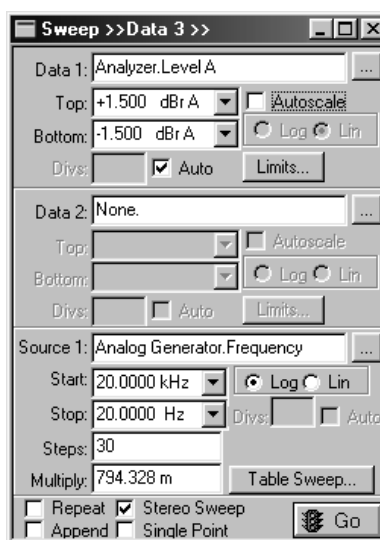 Sweep >>Data 3 >>
Data 1: Analyzer.Level A ...
Top: +1.500 dBr A Autoscale
Bottom: -1.500 dBr A Log Lin
Divs: Auto Limits...
Data 2: None. ...
Top: Autoscale
Bottom: Log Lin
Divs: Auto Limits...
Source 1: Analog Generator.Frequency ...
Start: 20.0000 kHz Log Lin
Stop: 20.0000 Hz Divs: Auto
Steps: 30
Multiply: 794.328 m Table Sweep...
Repeat Stereo Sweep
Append Single Point Go